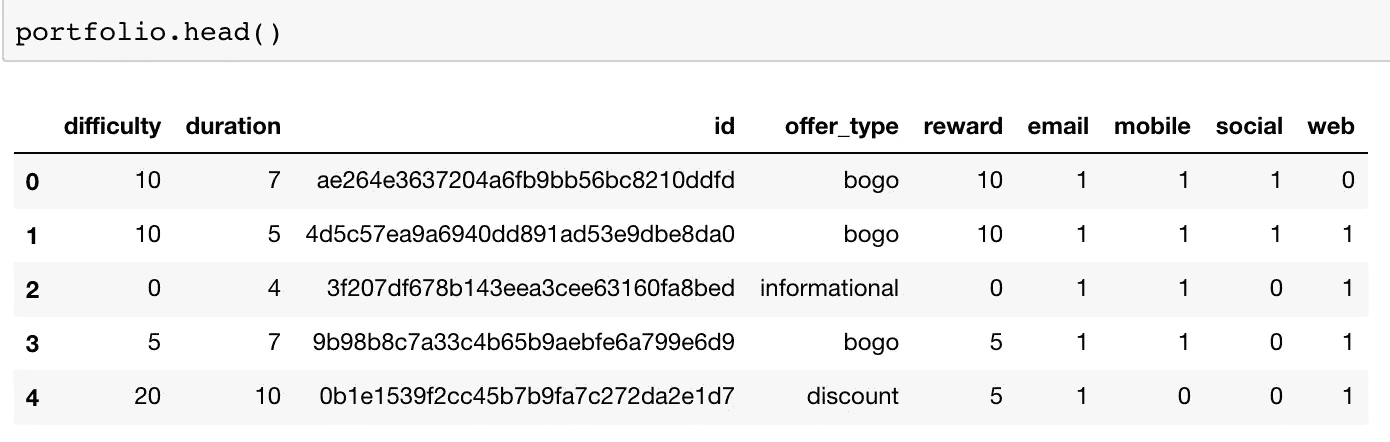 portfolio.head()
difficulty duration id offer_type reward email mobile social web
0 10 7 ae264e3637204a6fb9bb56bc8210ddfd bogo 10 1 1 1 0
1 10 5 4d5c57ea9a6940dd891ad53e9dbe8da0 bogo 10 1 1 1 1
2 0 4 3f207df678b143eea3cee63160fa8bed informational 0 1 1 0 1
3 5 7 9b98b8c7a33c4b65b9aebfe6a799e6d9 bogo 5 1 1 0 1
4 20 10 0b1e1539f2cc45b7b9fa7c272da2e1d7 discount 5 1 0 0 1